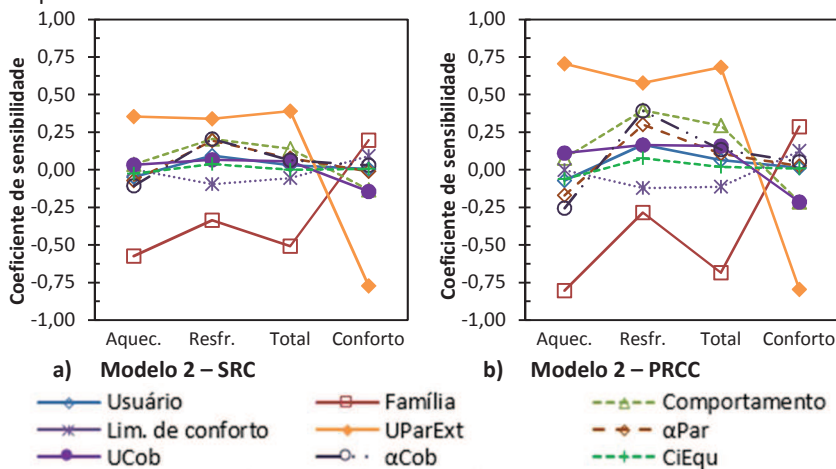 Coeficiente de sensibilidade
1,00
0,75
0,50
0,25
0,00
-0,25
-0,50
-0,75
-1,00
Aquec. Resfr. Total Conforto
a) Modelo 2 – SRC
Coeficiente de sensibilidade
1,00
0,75
0,50
0,25
0,00
-0,25
-0,50
-0,75
-1,00
Aquec. Resfr. Total Conforto
b) Modelo 2 – PRCC
Usuário Família Comportamento
Lim. de conforto UParExt αPar
UCob αCob CiEqu